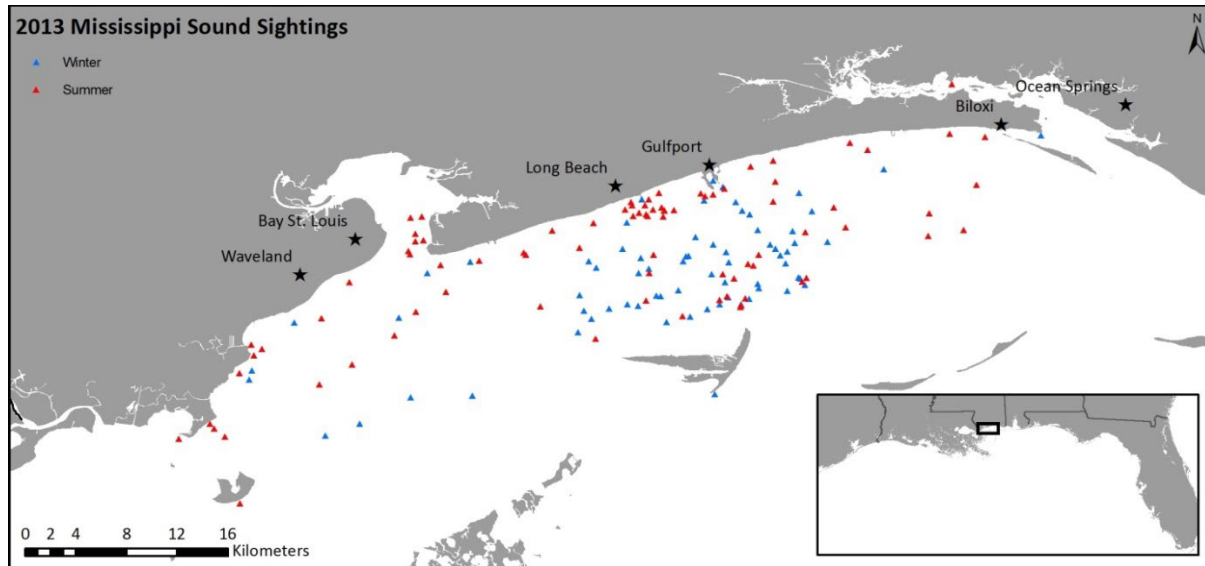 2013 Mississippi Sound Sightings
N
Winter
Summer
Ocean Springs
Biloxi
Gulfport
Long Beach
Bay St. Louis
Waveland
0 2 4 8 12 16
Kilometers